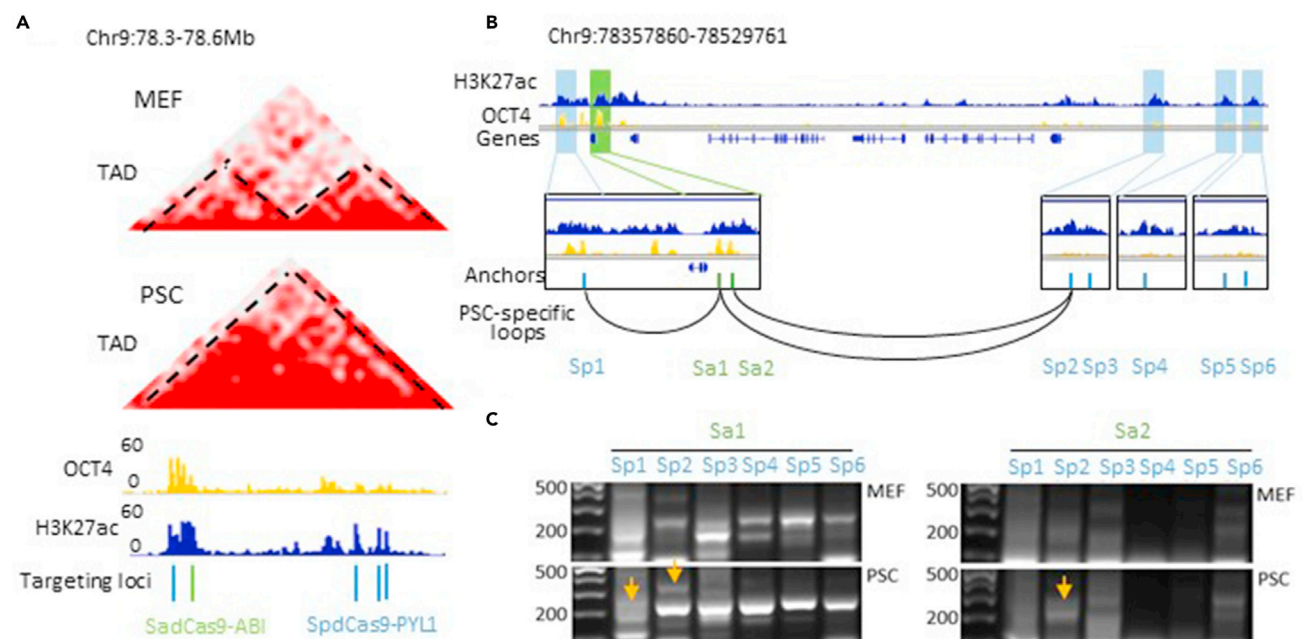 A
Chr9:78.3-78.6Mb
MEF
TAD
PSC
TAD
OCT4
60
0
H3K27ac
60
0
Targeting loci
SadCas9-ABI
SpdCas9-PYL1
B
Chr9:78357860-78529761
H3K27ac
OCT4
Genes
Anchors
PSC-specific
loops
Sp1 Sa1 Sa2 Sp2 Sp3 Sp4 Sp5 Sp6
C
Sa1
Sp1 Sp2 Sp3 Sp4 Sp5 Sp6
500
200
MEF
500
200
PSC
Sa2
Sp1 Sp2 Sp3 Sp4 Sp5 Sp6
500
200
MEF
500
200
PSC